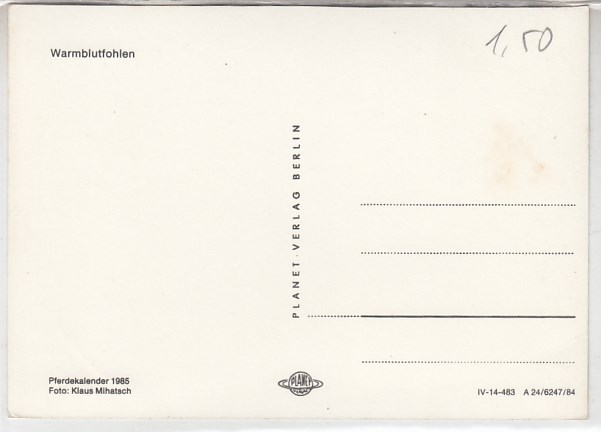 Warmblutfohlen
1,50
PLANET-VERLAG BERLIN
Pferdekalender 1985
Foto: Klaus Mihatsch
PLANET
IV-14-483 A 24/6247/84